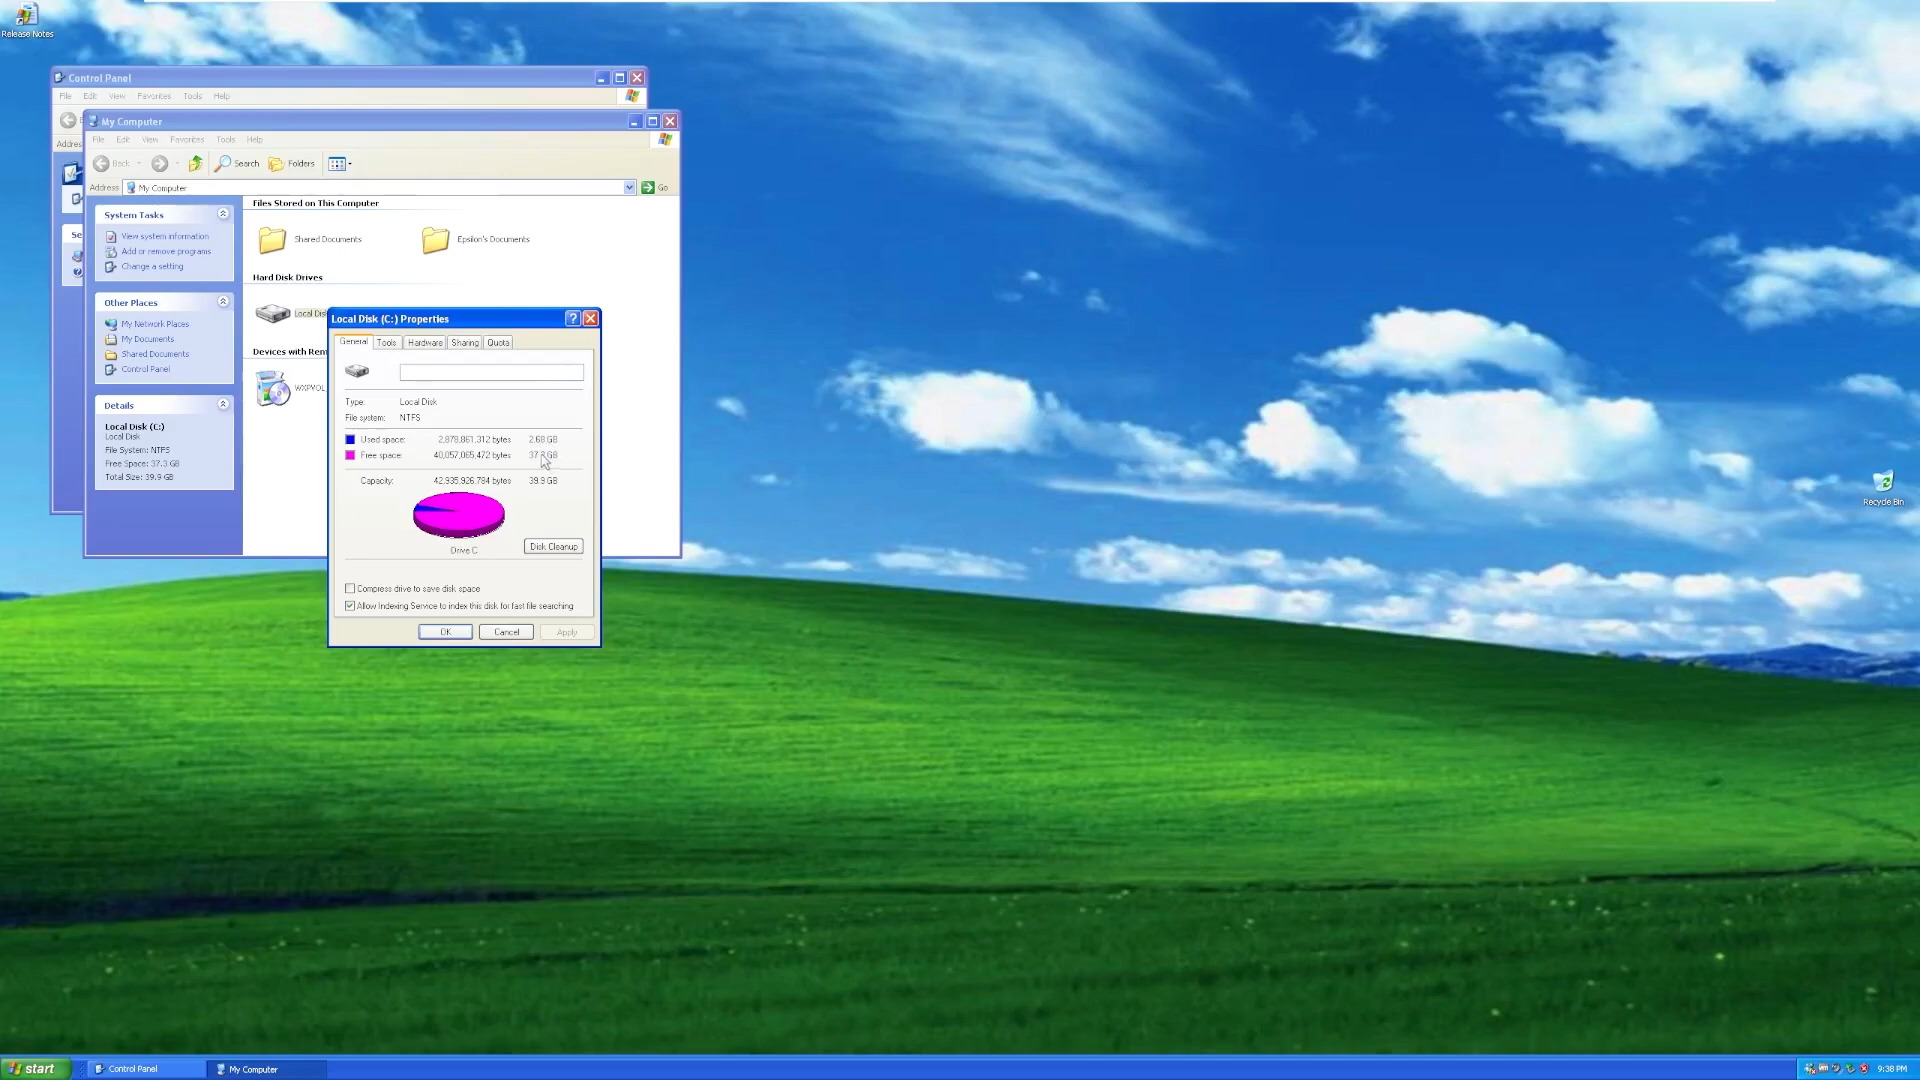 Release Notes
Control Panel
File Edit View Favorites Tools Help
Address
My Computer
File Edit View Favorites Tools Help
Back Search Folders
Address My Computer Go
System Tasks
View system information
Add or remove programs
Change a setting
Other Places
My Network Places
My Documents
Shared Documents
Control Panel
Details
Local Disk (C:)
Local Disk
File System: NTFS
Free Space: 37.3 GB
Total Size: 39.9 GB
Files Stored on This Computer
Shared Documents Epsilon's Documents
Hard Disk Drives
Local
Devices with
Local Disk (C:) Properties
General Tools Hardware Sharing Quota
Type: Local Disk
File system: NTFS
Used space: 2,878,861,312 bytes 2.68 GB
Free space: 40,057,065,472 bytes GB
Capacity: 42,935,926,784 bytes 39.9 GB
Drive C
Disk Cleanup
Compress drive to save disk space
Allow Indexing Service to index this disk for fast file searching
OK Cancel Apply
Recycle Bin
start Control Panel My Computer 9:38 PM